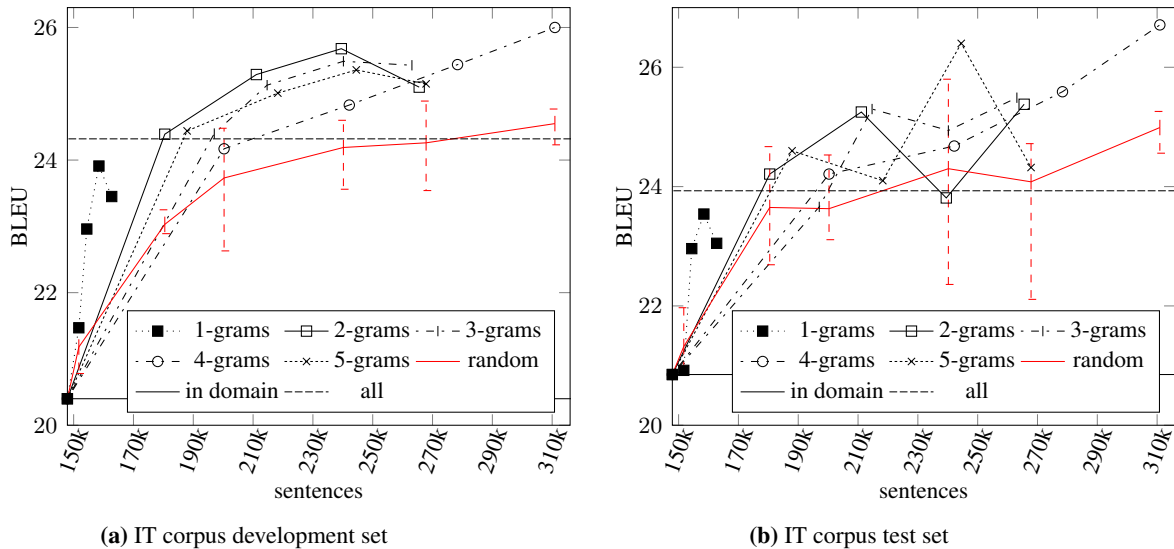 26
24
22
20
BLEU
150k
170k
190k
210k
230k
250k
270k
290k
310k
sentences
1-grams 2-grams 3-grams
4-grams 5-grams random
in domain all
(a) IT corpus development set
26
24
22
20
BLEU
150k
170k
190k
210k
230k
250k
270k
290k
310k
sentences
1-grams 2-grams 3-grams
4-grams 5-grams random
in domain all
(b) IT corpus test set